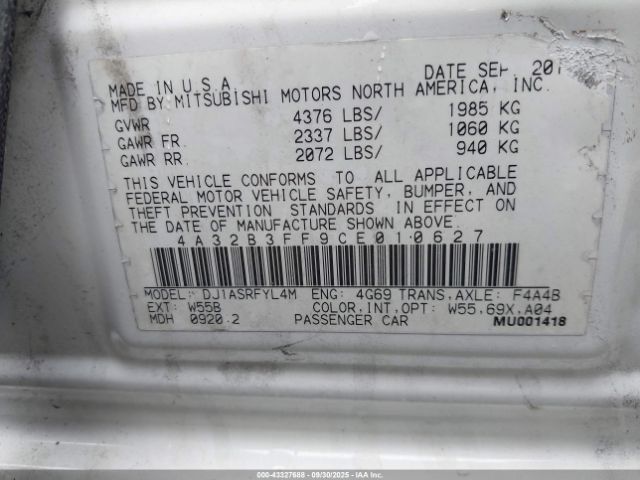 MADE IN U.S.A. DATE SEP. 201
MFD BY MITSUBISHI MOTORS NORTH AMERICA, INC.
GVWR 4376 LBS/ 1985 KG
GAWR FR. 2337 LBS/ 1060 KG
GAWR RR. 2072 LBS/ 940 KG
THIS VEHICLE CONFORMS TO ALL APPLICABLE
FEDERAL MOTOR VEHICLE SAFETY, BUMPER, AND
THEFT PREVENTION STANDARDS IN EFFECT ON
THE DATE OF MANUFACTURE SHOWN ABOVE.
4A32B3FF9CE010627
MODEL: DJ1ASRFYL4M ENG: 4G69 TRANS,AXLE: F4A4B
EXT: W55B COLOR,INT,OPT: W55,69X,A04
MDH 0920 2 PASSENGER CAR MU001418
000-43327688 - 09/30/2025 - IAA Inc.